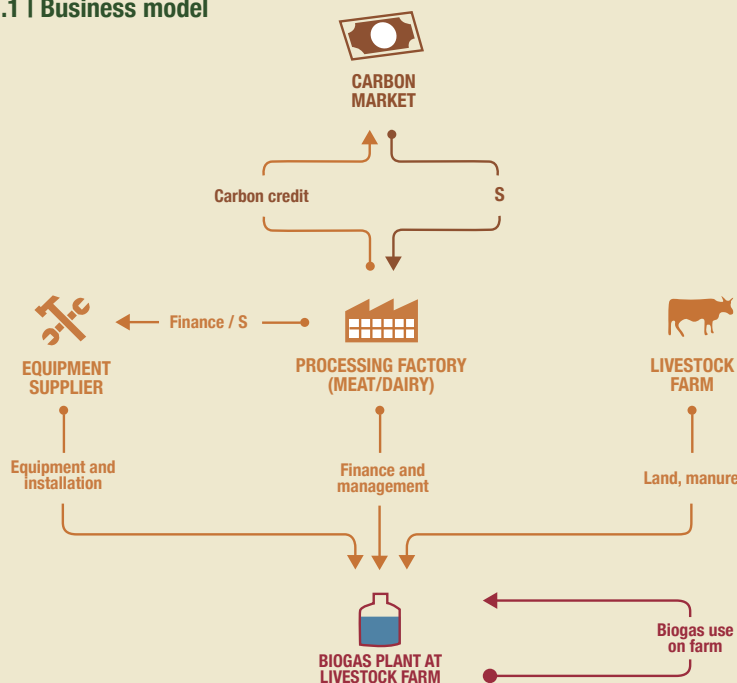 .1 | Business model
CARBON
MARKET
Carbon credit
S
Finance / S
EQUIPMENT
SUPPLIER
PROCESSING FACTORY
(MEAT/DAIRY)
LIVESTOCK
FARM
Equipment and
installation
Finance and
management
Land, manure
Biogas use
on farm
BIOGAS PLANT AT
LIVESTOCK FARM